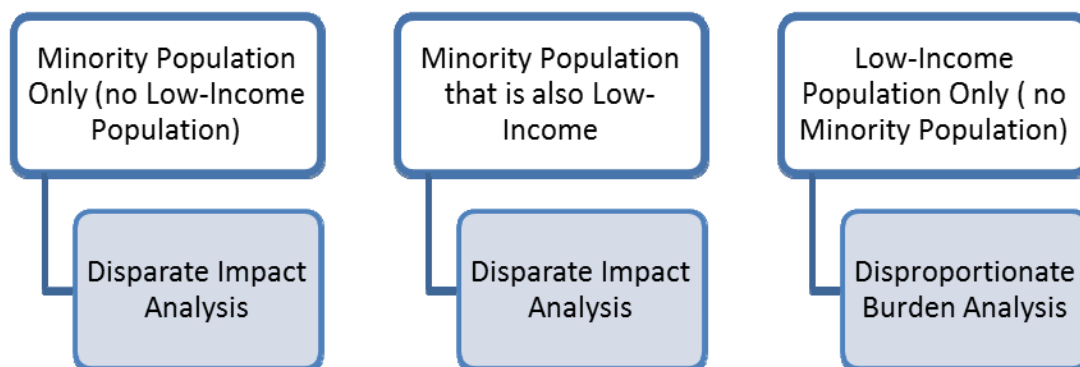 Minority Population
Only (no Low-Income
Population)
Disparate Impact
Analysis
Minority Population
that is also Low-
Income
Disparate Impact
Analysis
Low-Income
Population Only ( no
Minority Population)
Disproportionate
Burden Analysis